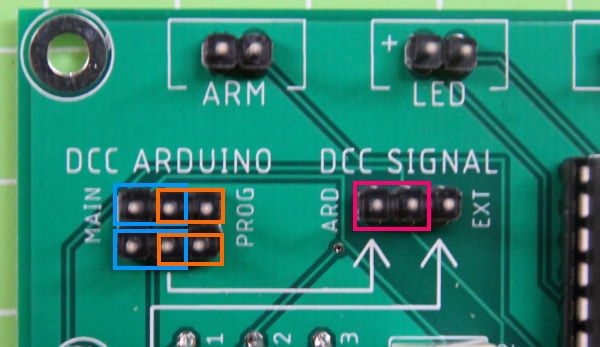 ARM
+ LED
DCC ARDUINO
DCC SIGNAL
MAIN
PROG
ARD
EXT
1
2
3